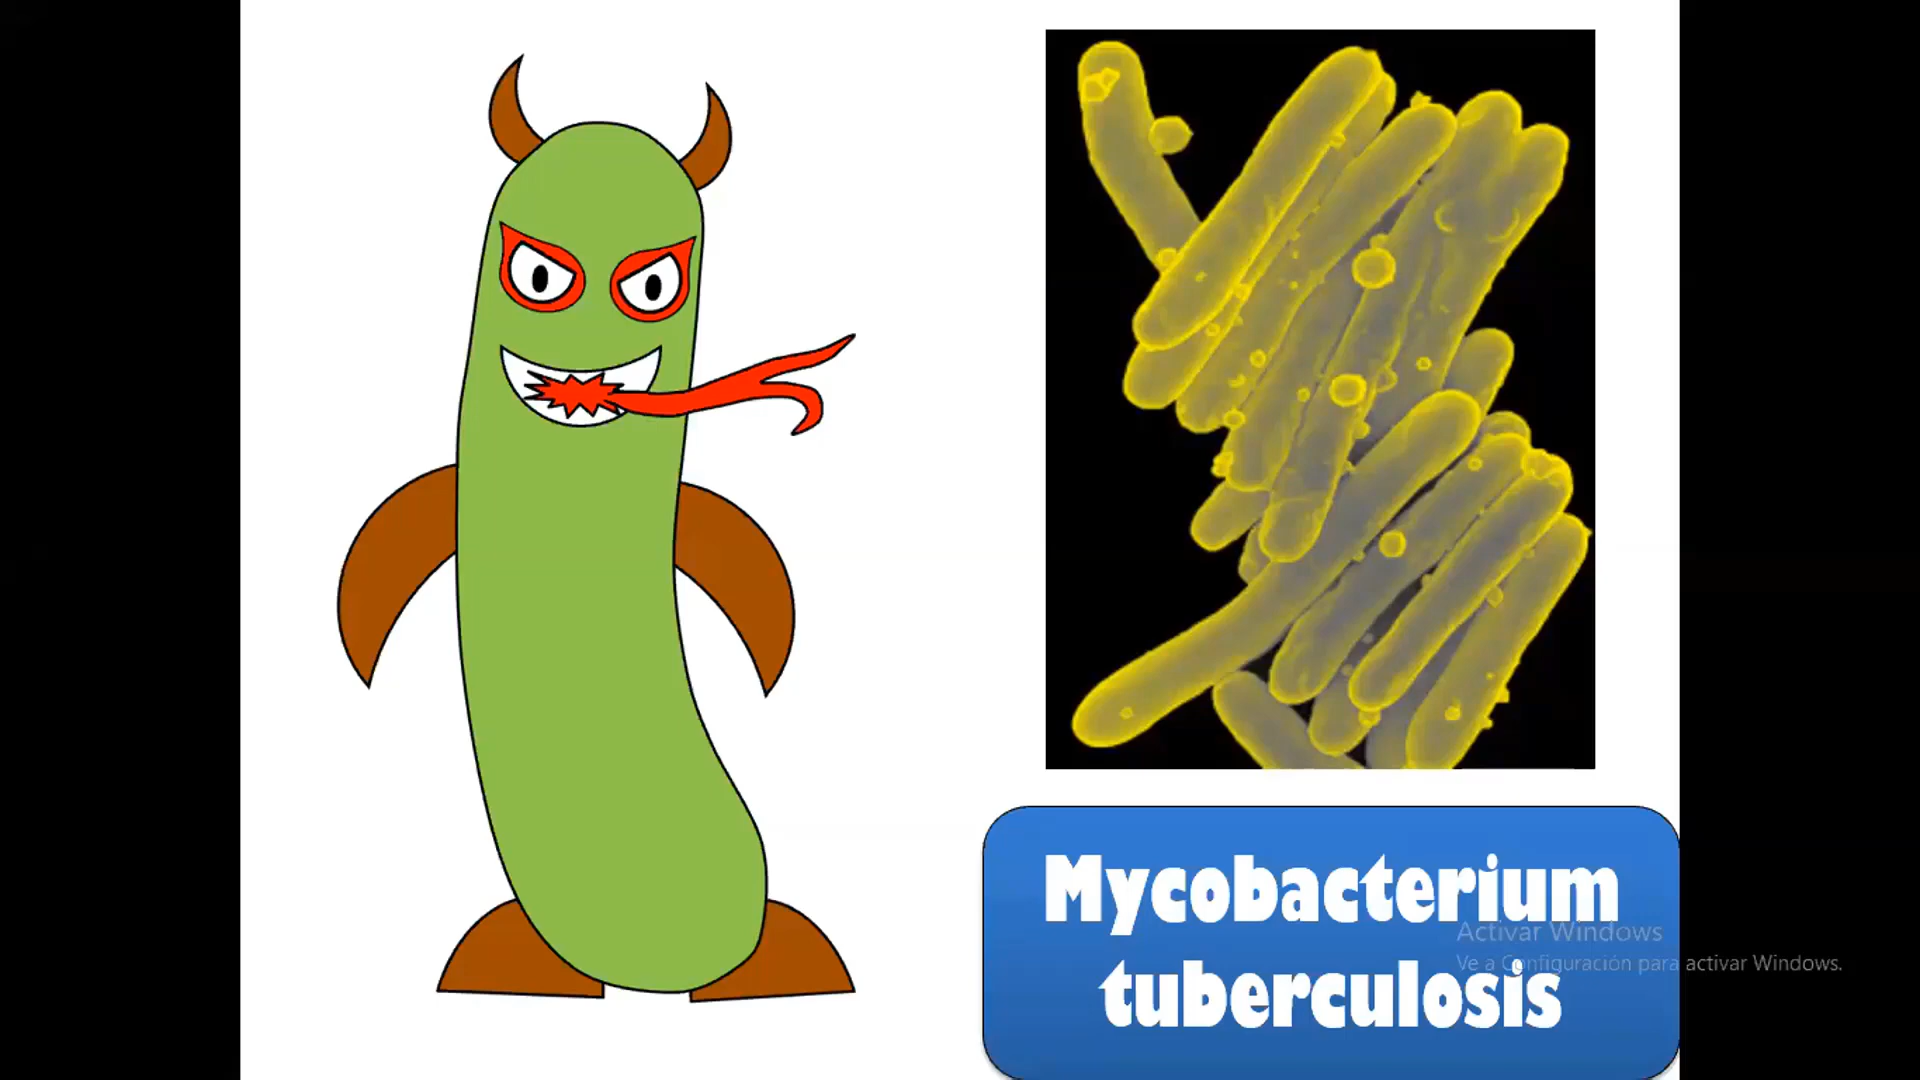 Mycobacterium
tuberculosis
Activar Windows
Ve a Configuración para activar Windows.